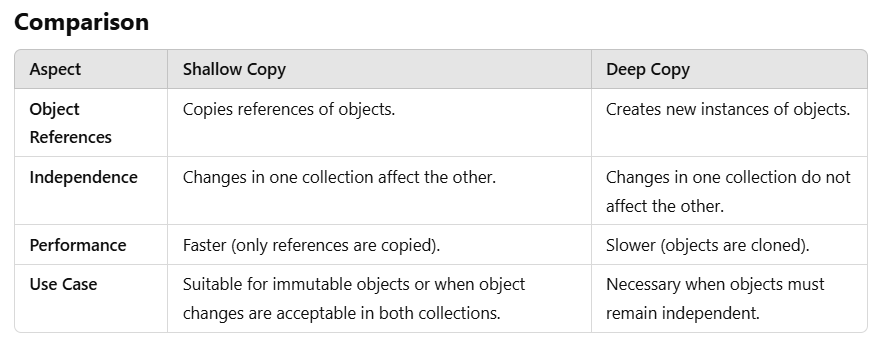 Comparison
Aspect Shallow Copy Deep Copy
Object References Copies references of objects. Creates new instances of objects.
Independence Changes in one collection affect the other. Changes in one collection do not affect the other.
Performance Faster (only references are copied). Slower (objects are cloned).
Use Case Suitable for immutable objects or when object changes are acceptable in both collections. Necessary when objects must remain independent.